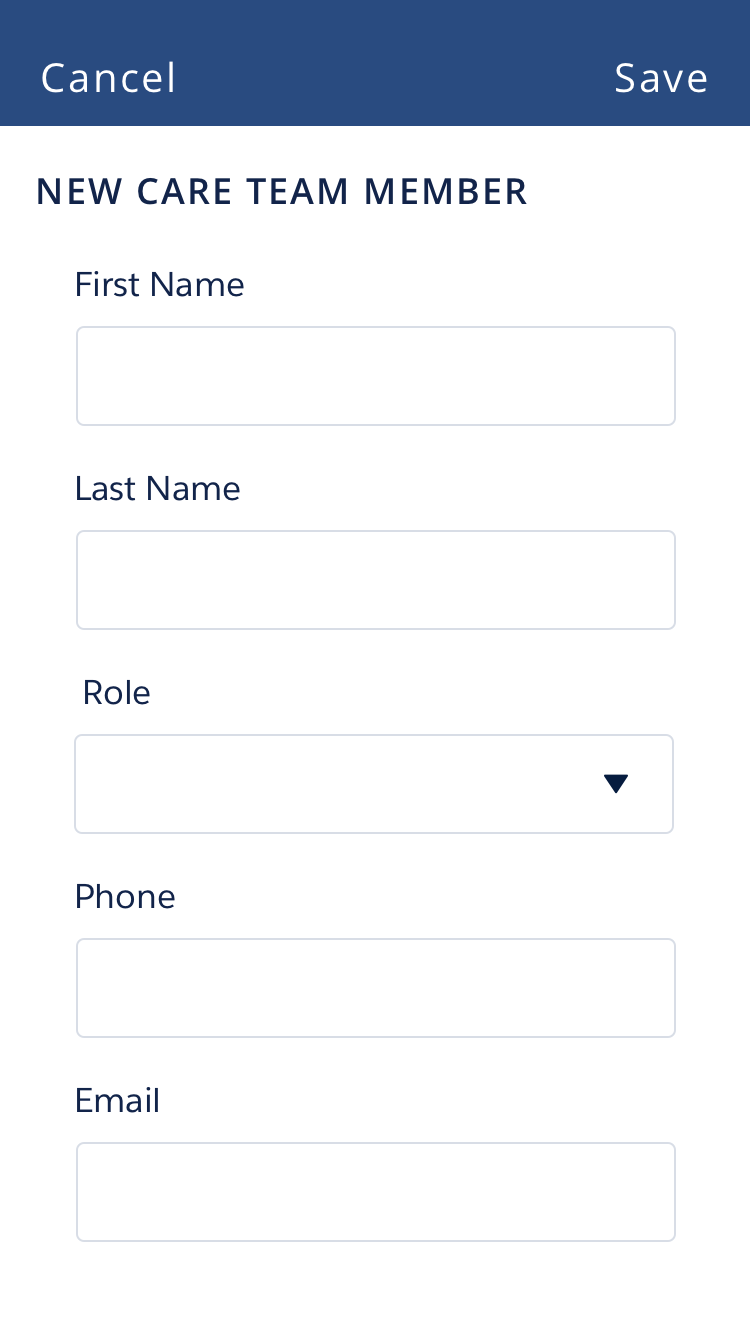 Cancel Save
NEW CARE TEAM MEMBER
First Name
Last Name
Role
Phone
Email